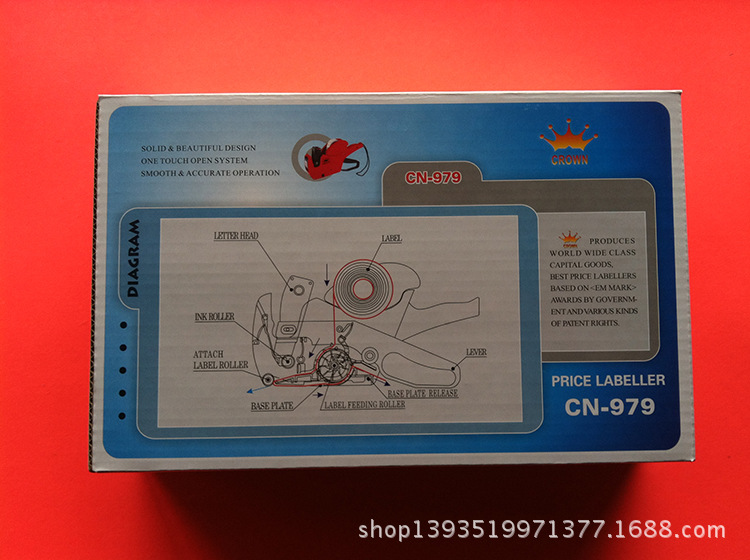 SOLID & BEAUTIFUL DESIGN
ONE TOUCH OPEN SYSTEM
SMOOTH & ACCURATE OPERATION
CROWN
CN-979
DIAGRAM
LETTER HEAD
LABEL
INK ROLLER
ATTACH
LABEL ROLLER
LEVER
BASE PLATE RELEASE
BASE PLATE
LABEL FEEDING ROLLER
PRODUCES
WORLD WIDE CLASS
CAPITAL GOODS,
BEST PRICE LABELLERS
BASED ON <EM MARK>
AWARDS BY GOVERNM-
ENT AND VARIOUS KINDS
OF PATENT RIGHTS.
PRICE LABELLER
CN-979
shop1393519971377.1688.com